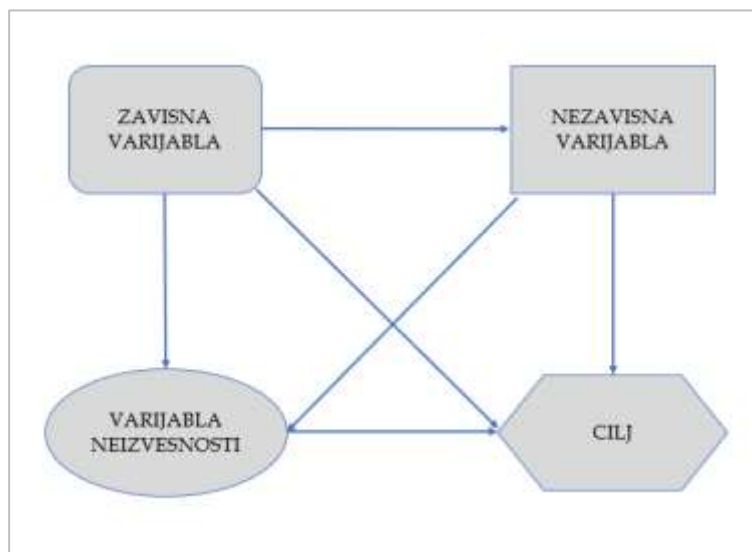 ZAVISNA
VARIJABLA
NEZAVISNA
VARIJABLA
VARIJABLA
NEIZVESNOSTI
CILJ